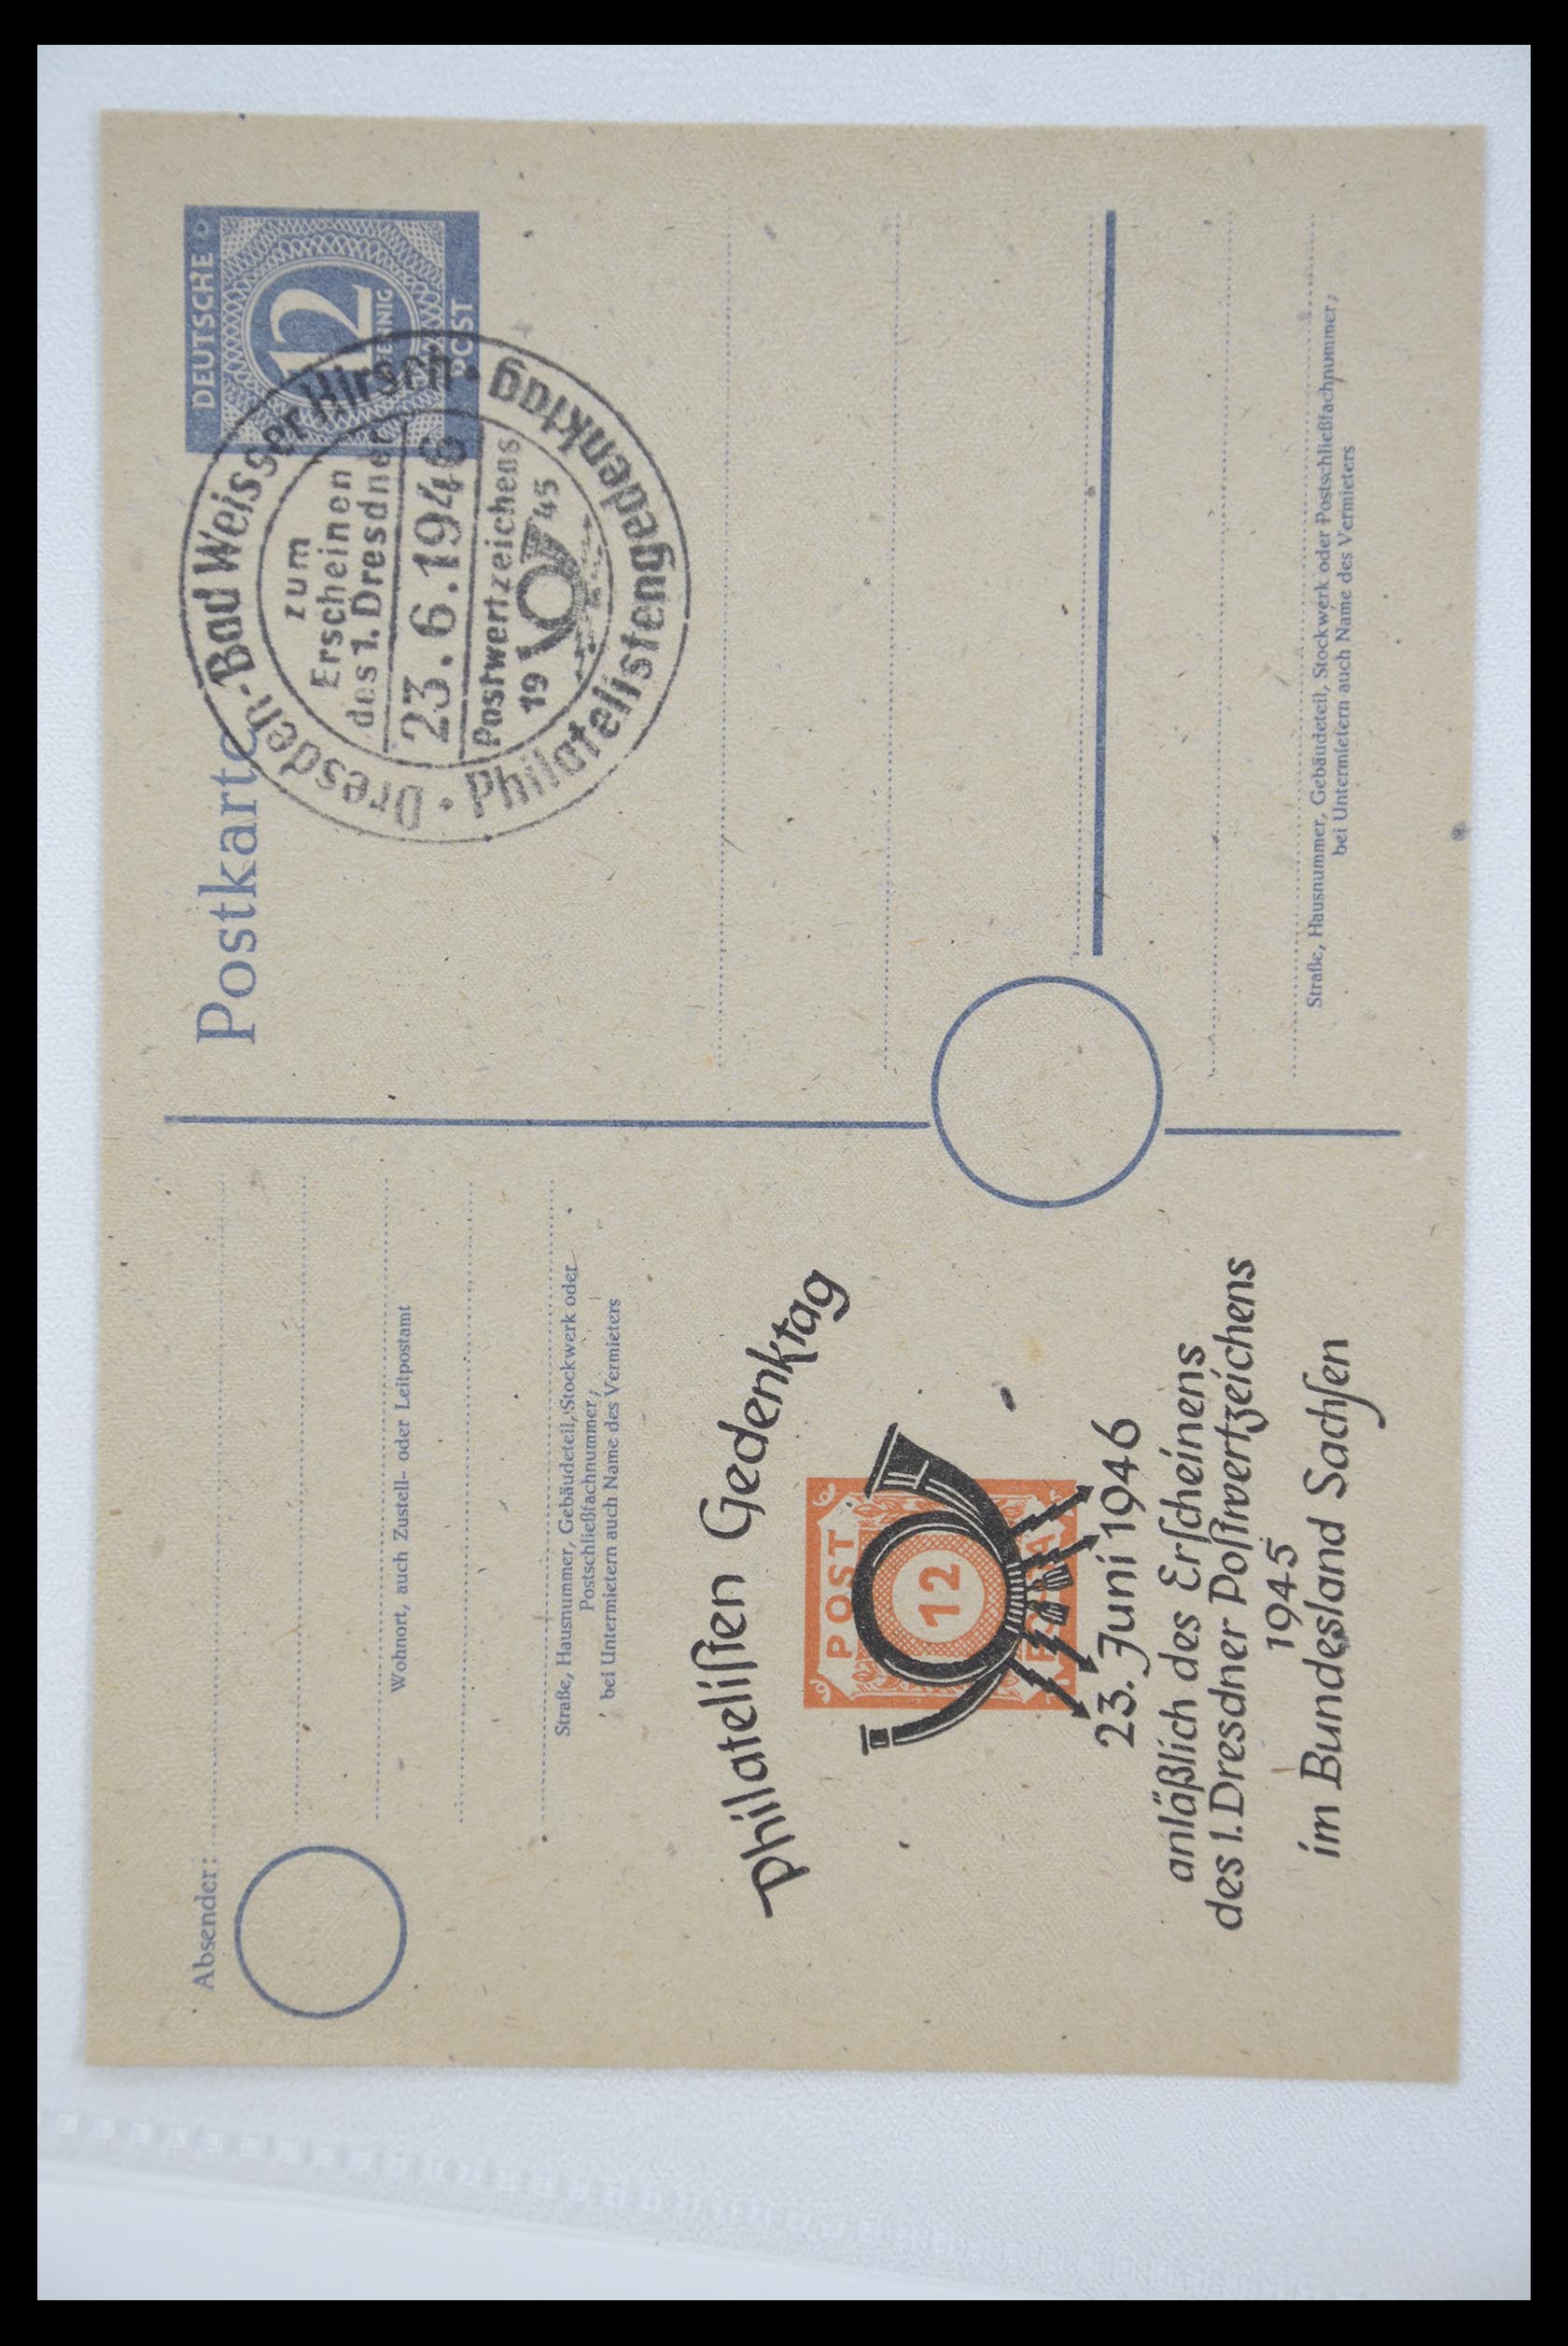 Absender:
Wohnort, auch Zustell- oder Leitpostamt
Straße, Hausnummer, Gebäudeteil, Stockwerk oder
Postschließfachnummer;
bei Untermietern auch Name des Vermieters
Philatelisten Gedenktag
POST
12
23. Juni 1946
anläßlich des Erscheinens
des 1. Dresdner Postwertzeichens
1945
im Bundesland Sachsen
Postkarte
DEUTSCHE
12
PFENNIG
POST
Dresden-Bad Weisser Hirsch
zum
Erscheinen
des 1. Dresdner
23.6.1946
Postwertzeichens
19 45
Philatelistengedenktag
Straße, Hausnummer, Gebäudeteil, Stockwerk oder Postschließfachnummer;
bei Untermietern auch Name des Vermieters